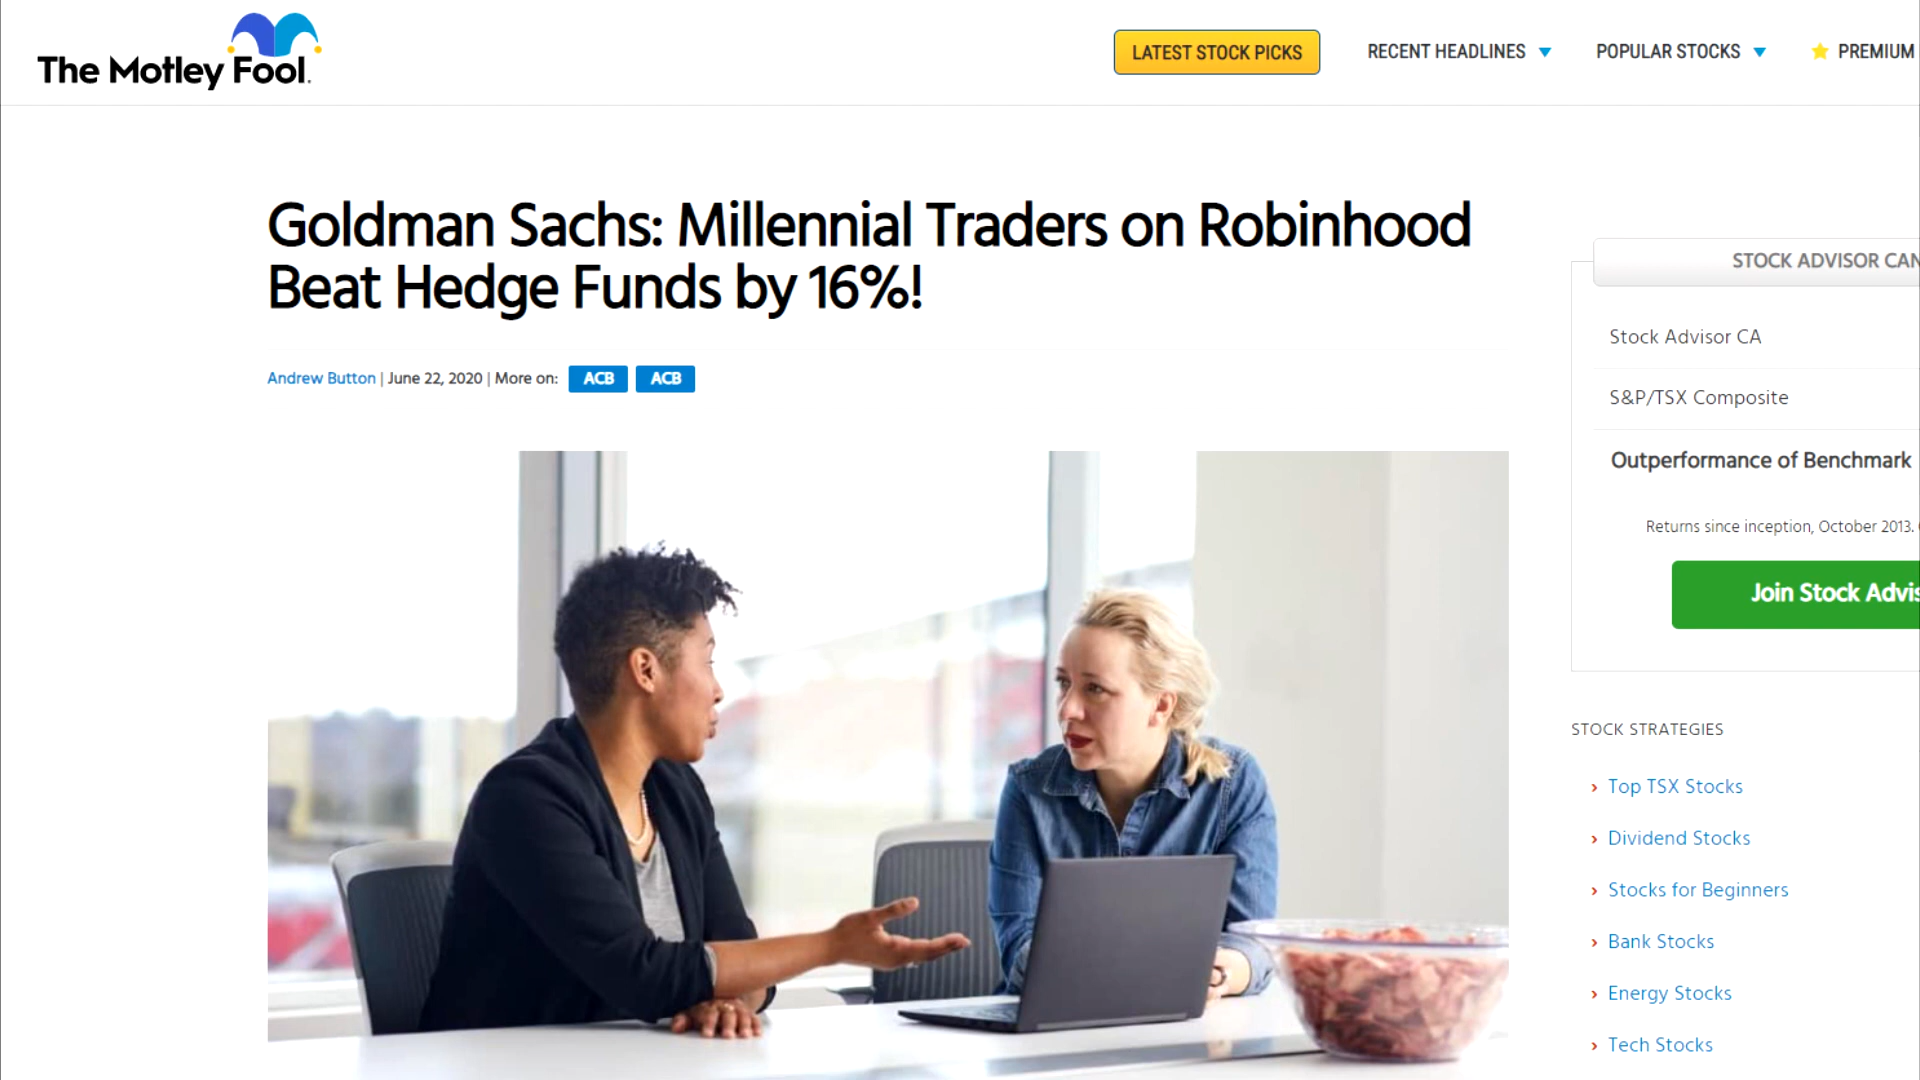 The Motley Fool.
LATEST STOCK PICKS
RECENT HEADLINES
POPULAR STOCKS
PREMIUM
Goldman Sachs: Millennial Traders on Robinhood
Beat Hedge Funds by 16%!
Andrew Button | June 22, 2020 | More on: ACB ACB
STOCK ADVISOR CAN
Stock Advisor CA
S&P/TSX Composite
Outperformance of Benchmark
Returns since inception, October 2013.
Join Stock Advis
STOCK STRATEGIES
Top TSX Stocks
Dividend Stocks
Stocks for Beginners
Bank Stocks
Energy Stocks
Tech Stocks